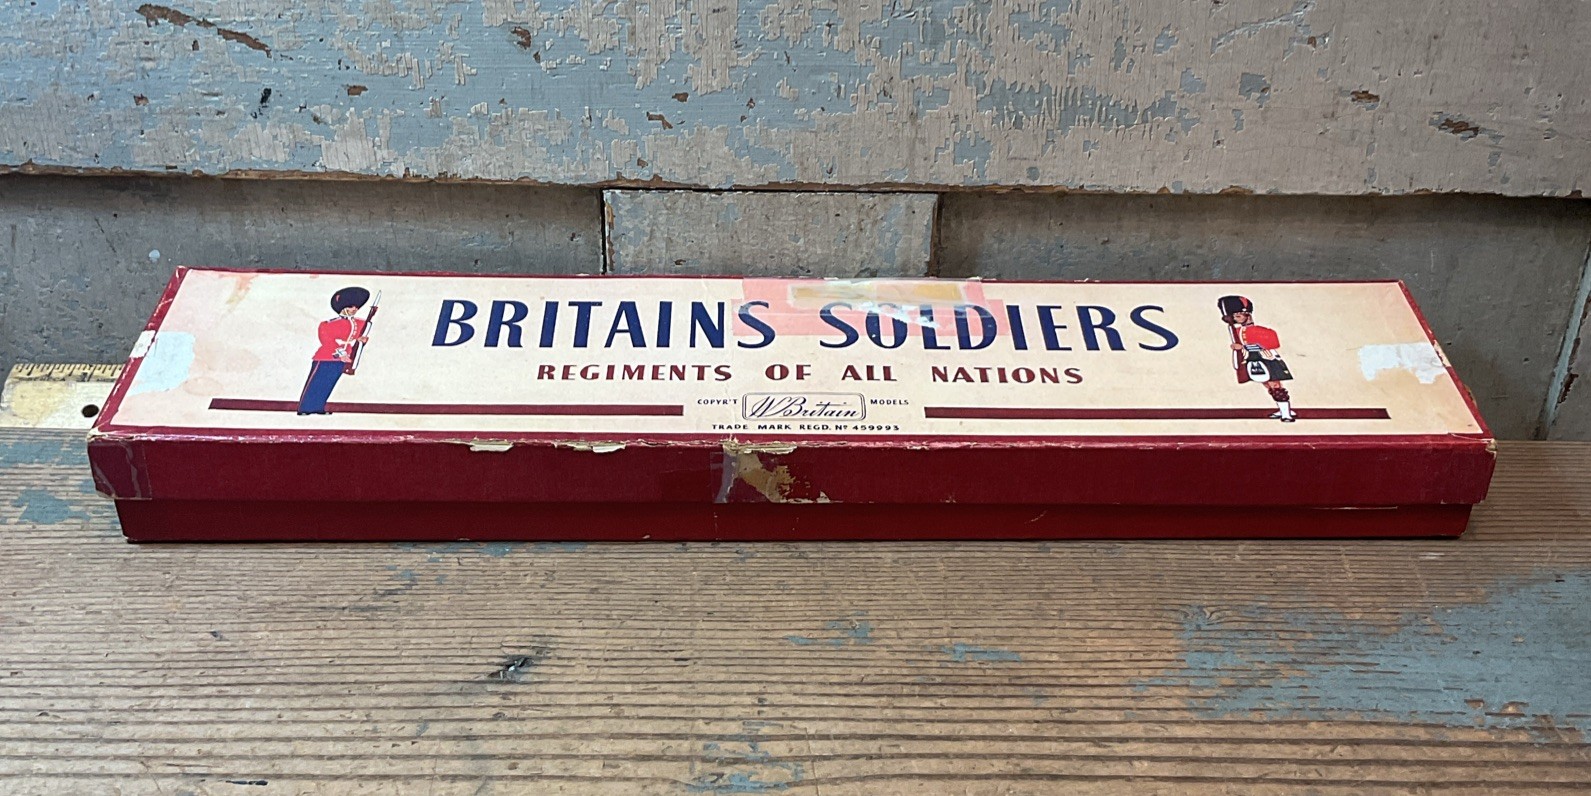 BRITAINS SOLDIERS
REGIMENTS OF ALL NATIONS
COPYR'T W Britain MODELS
TRADE MARK REGD. Nº 459993